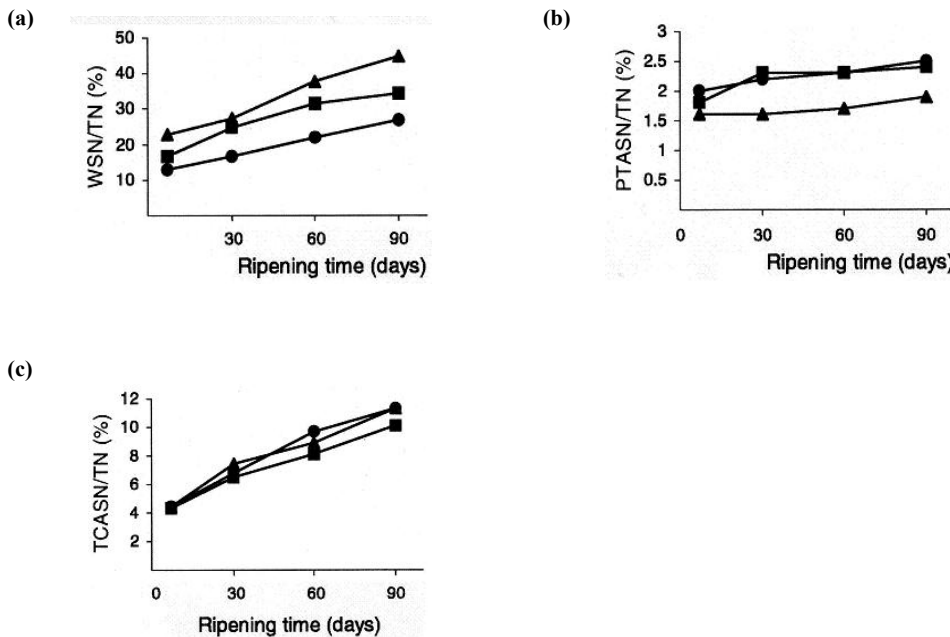 (a)
50
40
30
20
10
WSN/TN (%)
30 60 90
Ripening time (days)
(b)
3
2.5
2
1.5
1
0.5
PTASN/TN (%)
0 30 60 90
Ripening time (days)
(c)
12
10
8
6
4
2
TCASN/TN (%)
0 30 60 90
Ripening time (days)